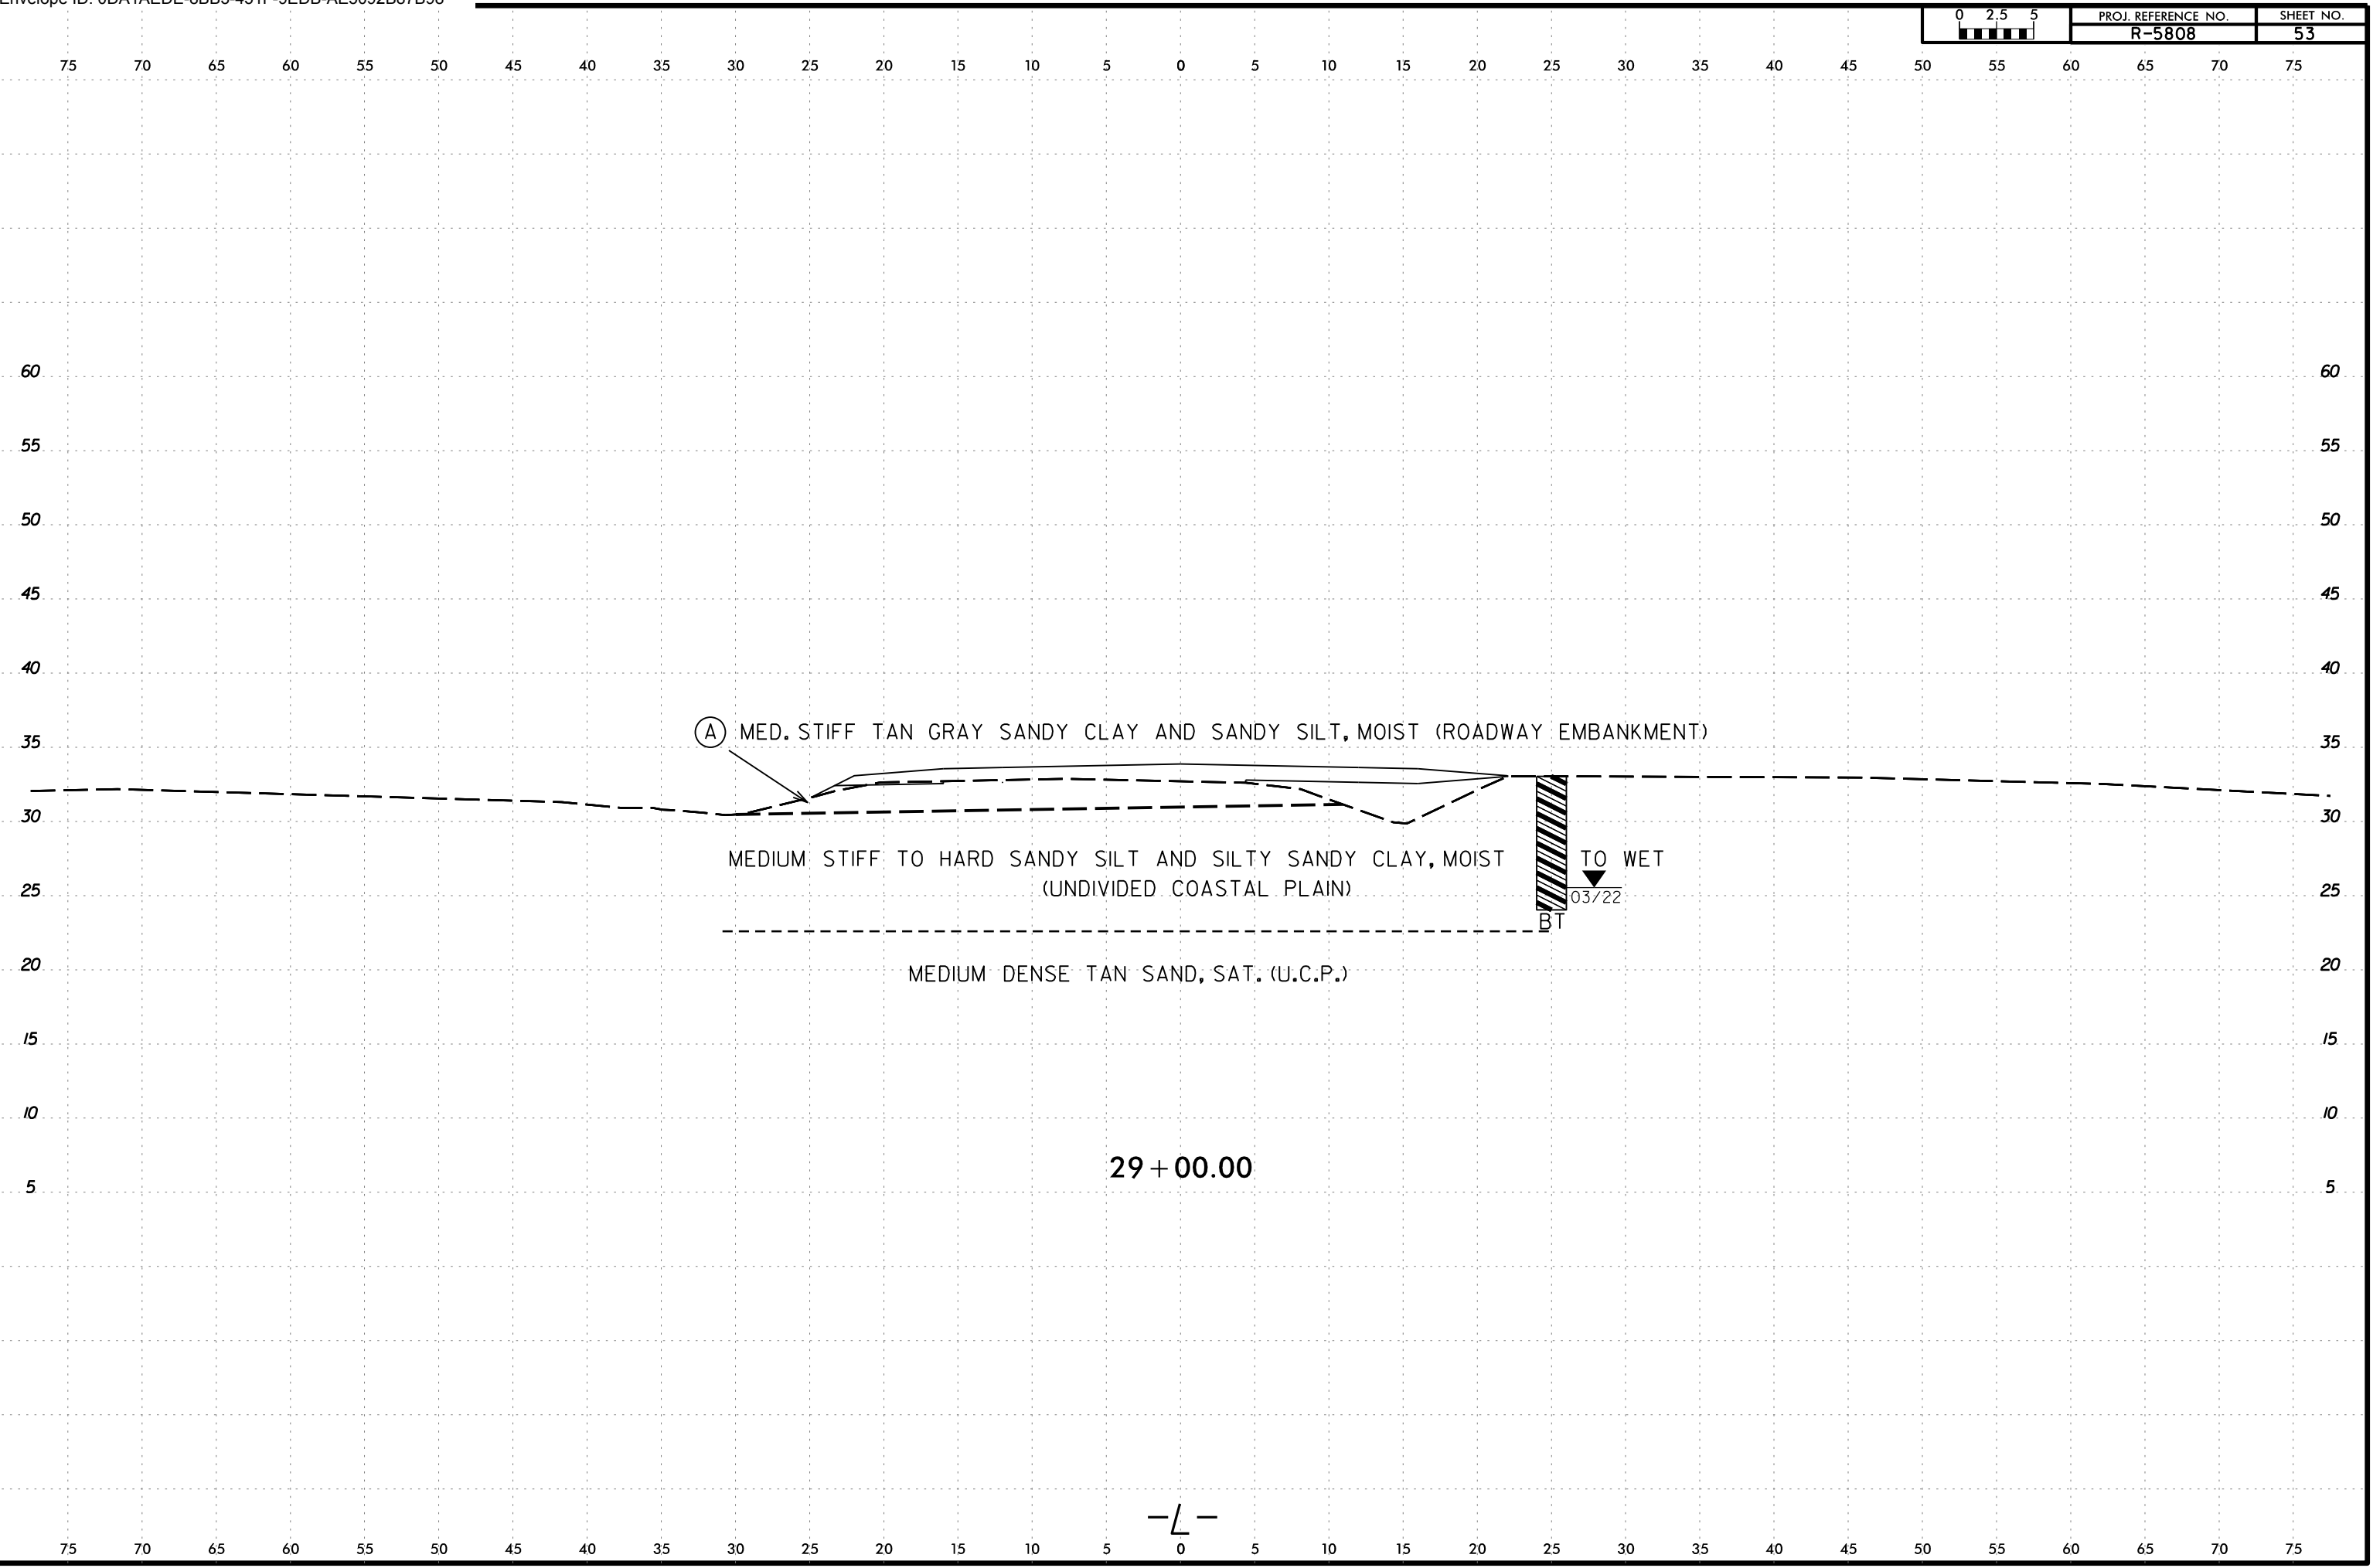 0 2.5 5
PROJ. REFERENCE NO.
SHEET NO.
R-5808
53
75 70 65 60 55 50 45 40 35 30 25 20 15 10 5 0 5 10 15 20 25 30 35 40 45 50 55 60 65 70 75
60 60
55 55
50 50
45 45
40 40
35 35
A MED. STIFF TAN GRAY SANDY CLAY AND SANDY SILT, MOIST (ROADWAY EMBANKMENT)
30 30
MEDIUM STIFF TO HARD SANDY SILT AND SILTY SANDY CLAY, MOIST TO WET
(UNDIVIDED COASTAL PLAIN)
25 25
03/22
BT
20 20
MEDIUM DENSE TAN SAND, SAT. (U.C.P.)
15 15
10 10
29+00.00
5 5
-L-
75 70 65 60 55 50 45 40 35 30 25 20 15 10 5 0 5 10 15 20 25 30 35 40 45 50 55 60 65 70 75